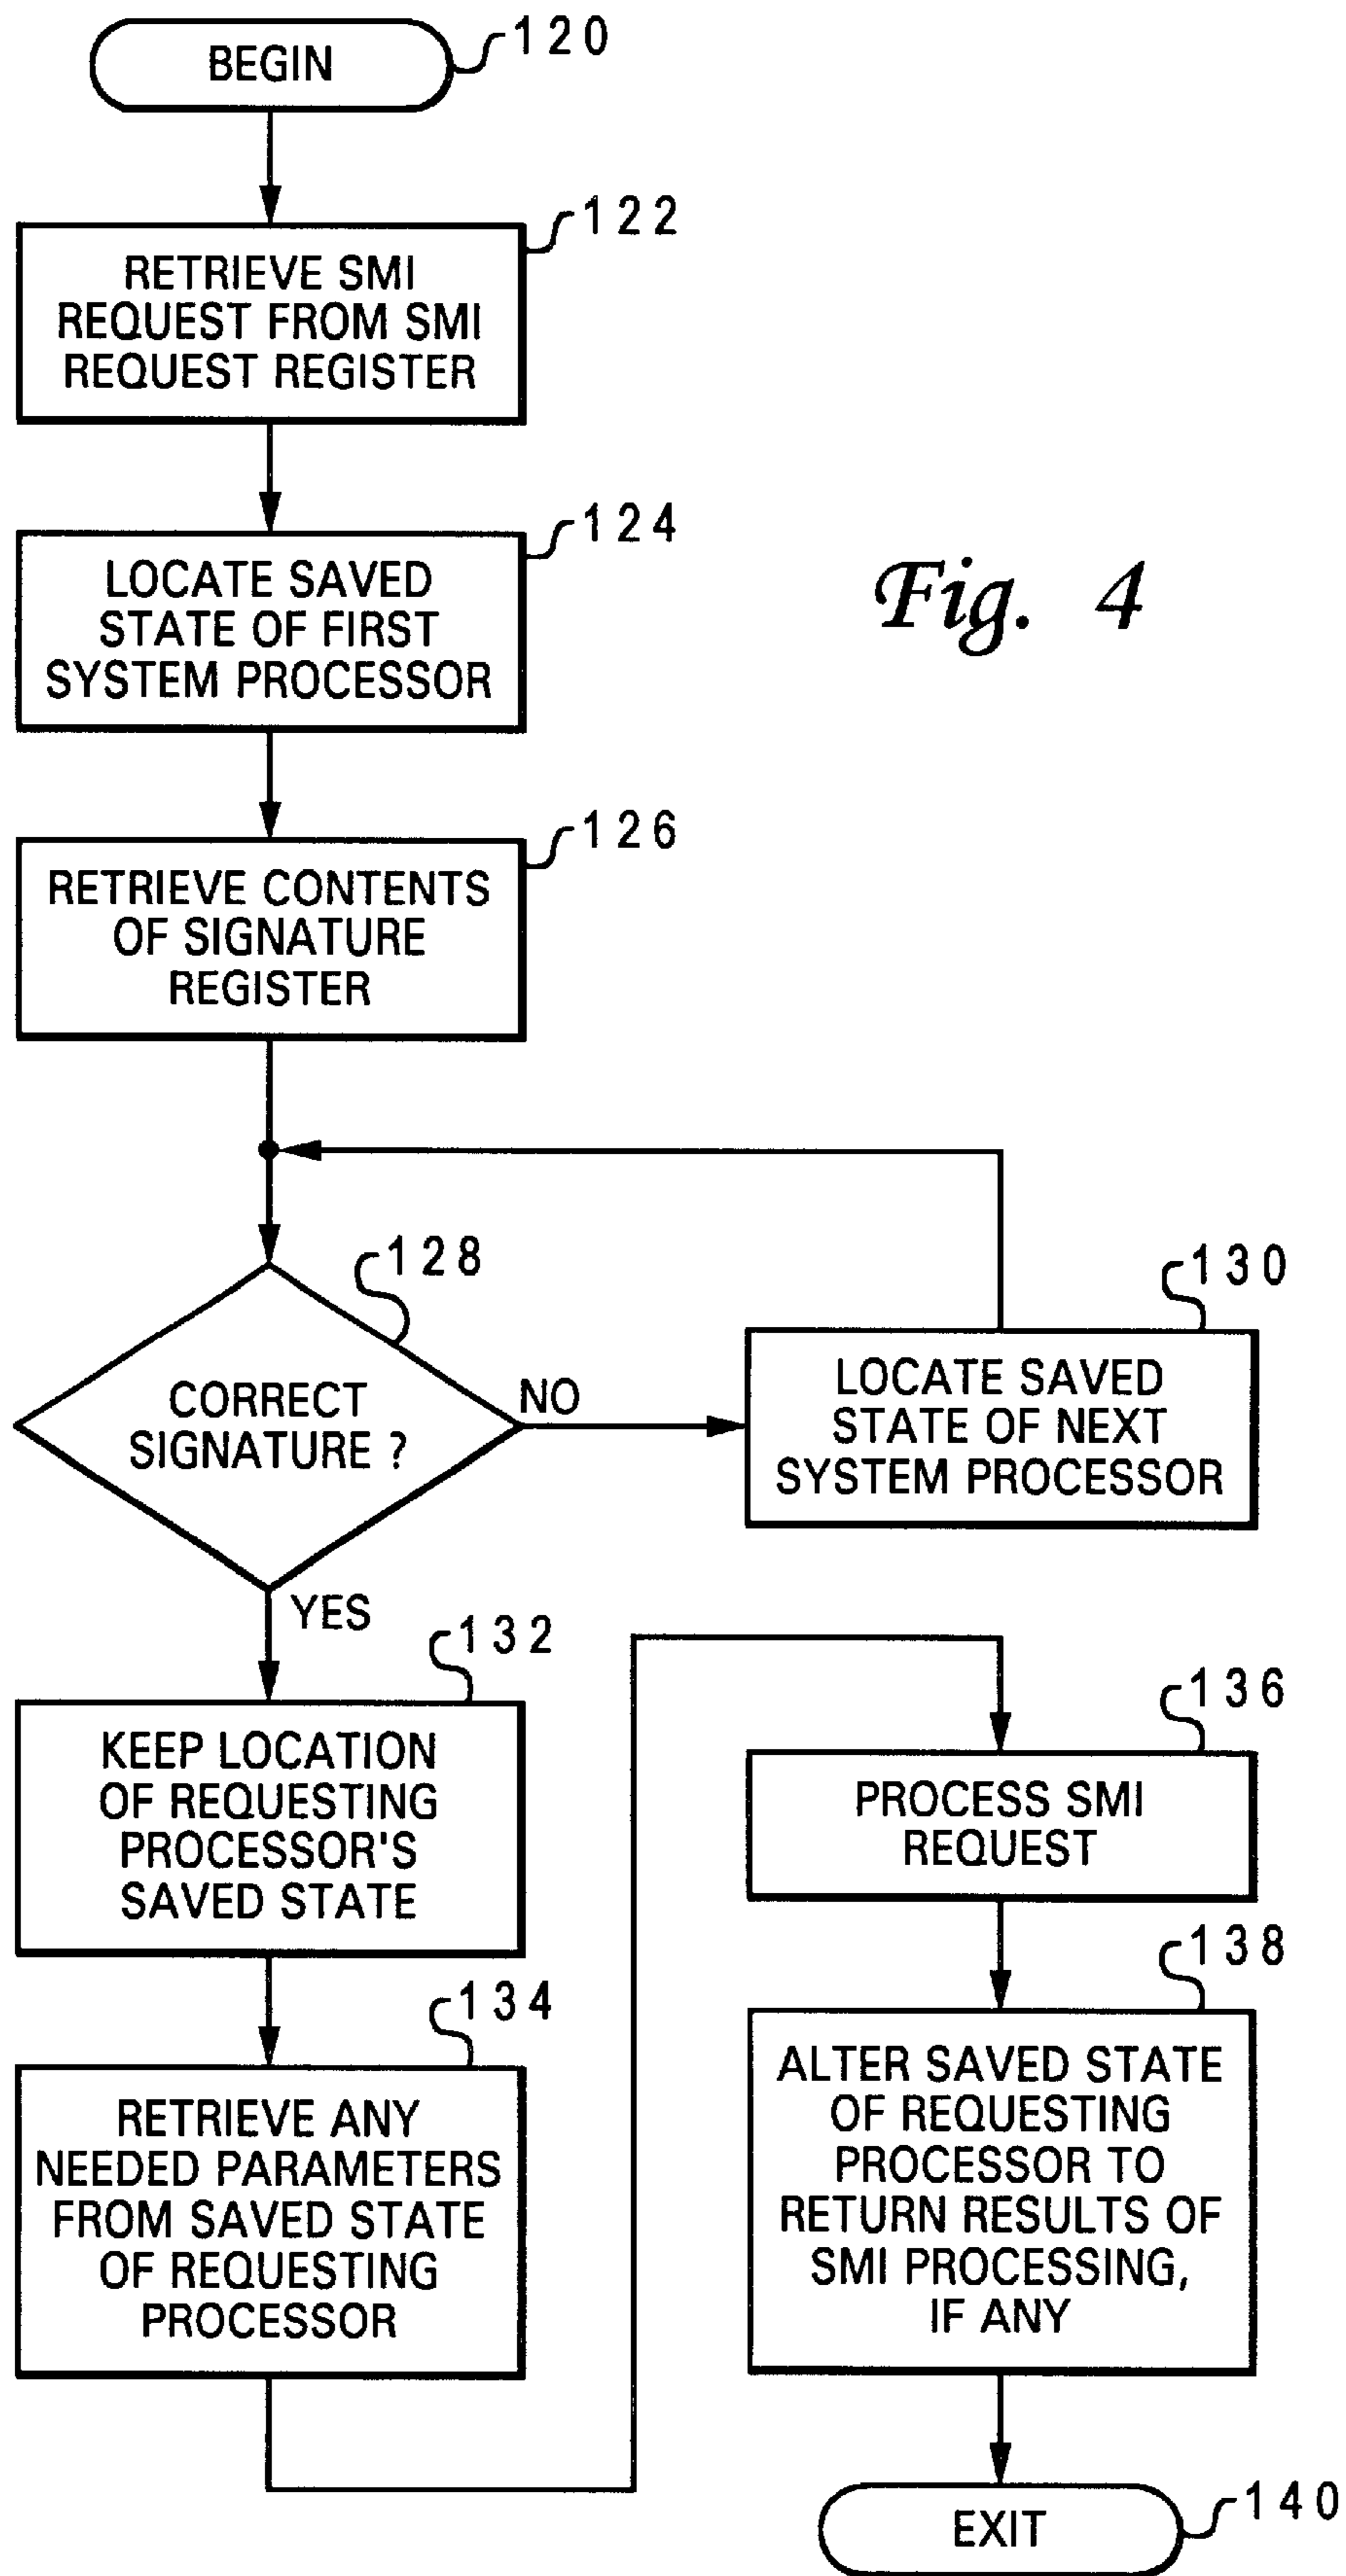 BEGIN
120
122
RETRIEVE SMI
REQUEST FROM SMI
REQUEST REGISTER
124
LOCATE SAVED
STATE OF FIRST
SYSTEM PROCESSOR
Fig. 4
126
RETRIEVE CONTENTS
OF SIGNATURE
REGISTER
128
CORRECT
SIGNATURE ?
NO
130
LOCATE SAVED
STATE OF NEXT
SYSTEM PROCESSOR
YES
132
KEEP LOCATION
OF REQUESTING
PROCESSOR'S
SAVED STATE
134
RETRIEVE ANY
NEEDED PARAMETERS
FROM SAVED STATE
OF REQUESTING
PROCESSOR
136
PROCESS SMI
REQUEST
138
ALTER SAVED STATE
OF REQUESTING
PROCESSOR TO
RETURN RESULTS OF
SMI PROCESSING,
IF ANY
EXIT
140